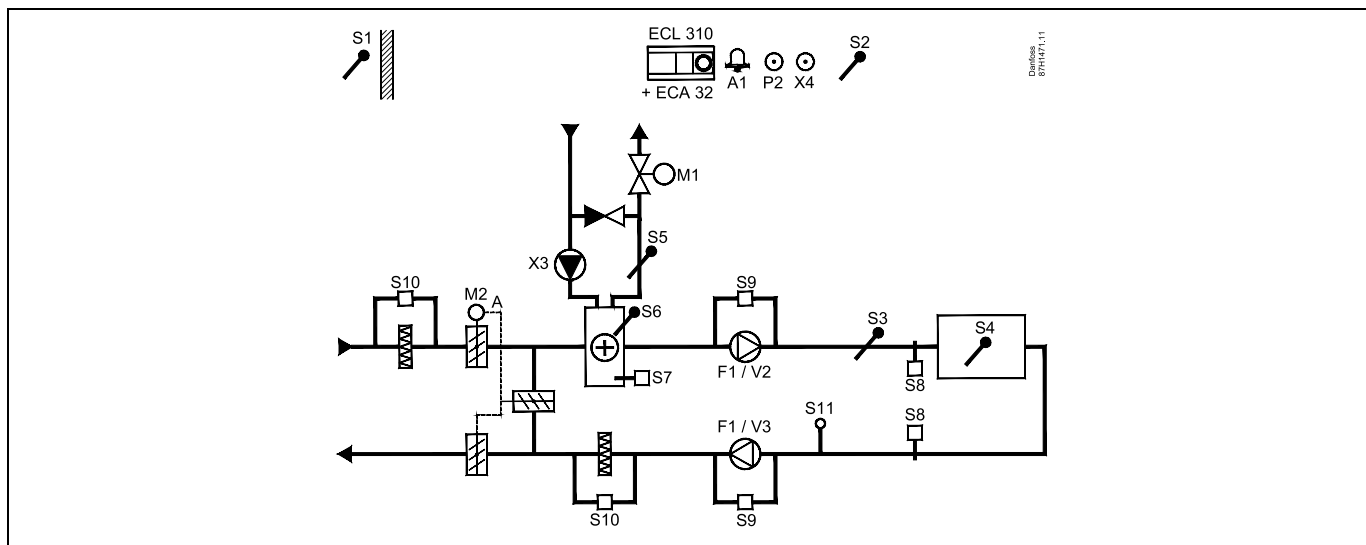 S1
ECL 310
+ ECA 32
A1
P2
X4
S2
Danfoss
87H1471.11
M1
S5
X3
S10
M2
A
S6
S9
S3
S4
F1 / V2
S7
S8
S11
S8
F1 / V3
S10
S9